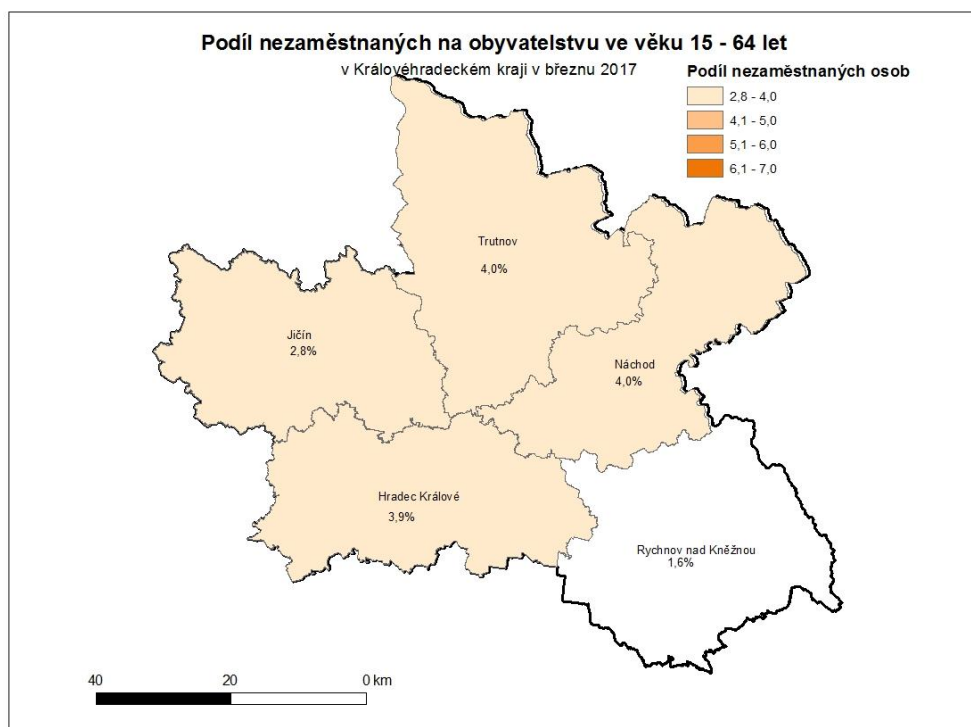 Podíl nezaměstnaných na obyvatelstvu ve věku 15 - 64 let
v Královéhradeckém kraji v březnu 2017
Podíl nezaměstnaných osob
2,8 - 4,0
4,1 - 5,0
5,1 - 6,0
6,1 - 7,0
Trutnov
4,0%
Jičín
2,8%
Náchod
4,0%
Hradec Králové
3,9%
Rychnov nad Kněžnou
1,6%
40 20 0 km